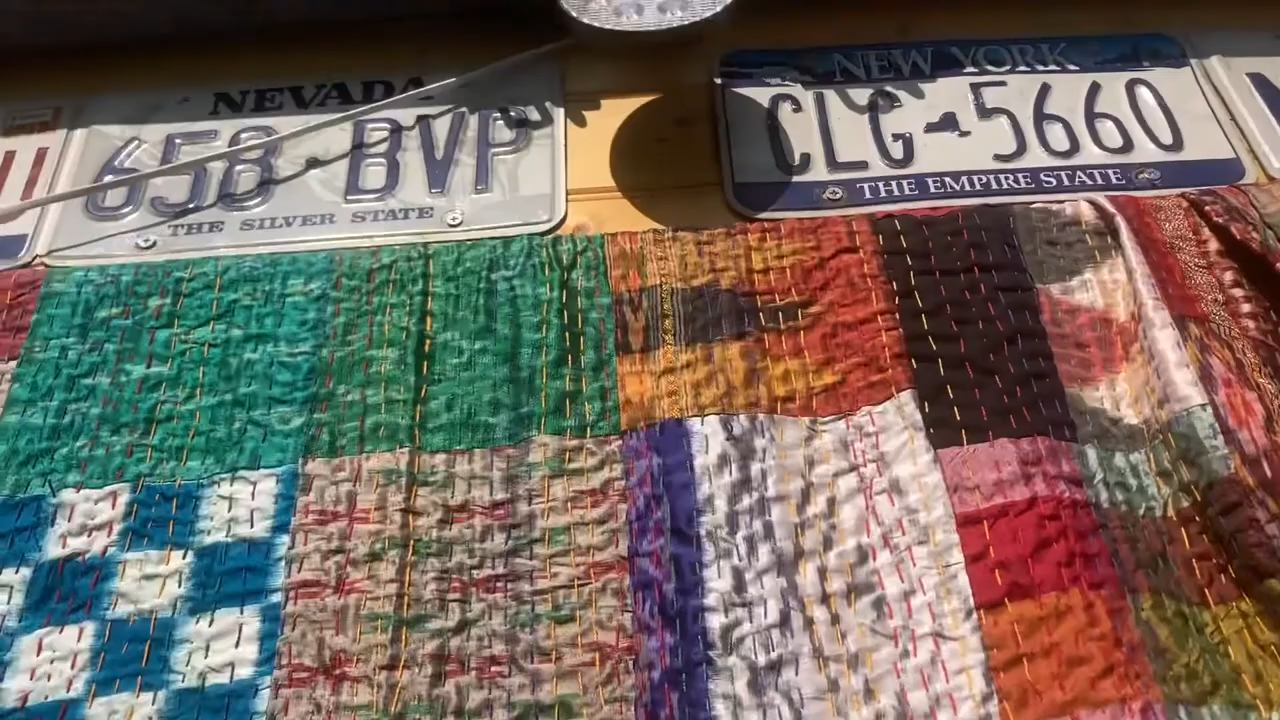 NEVADA
658 BVP
THE SILVER STATE
NEW YORK
CLG 5660
THE EMPIRE STATE